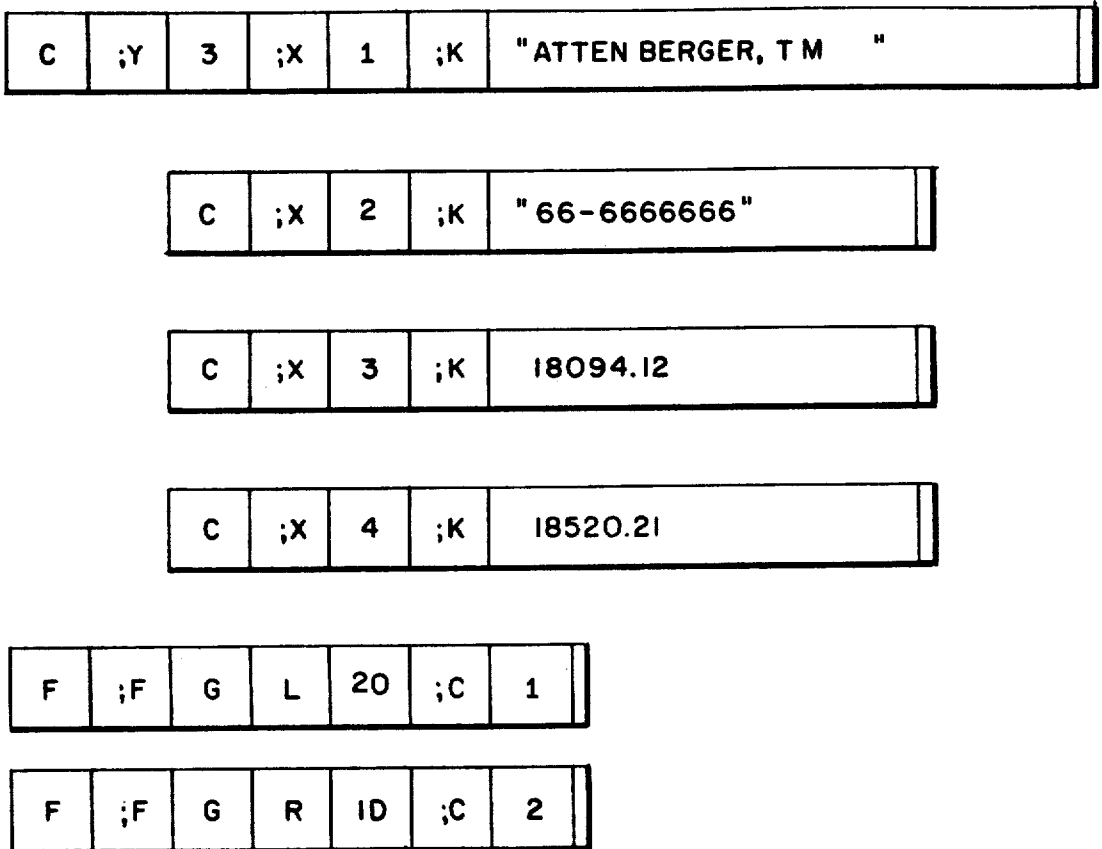 C ;Y 3 ;X 1 ;K "ATTEN BERGER, T M "
C ;X 2 ;K "66-6666666"
C ;X 3 ;K 18094.12
C ;X 4 ;K 18520.21
F ;F G L 20 ;C 1
F ;F G R ID ;C 2